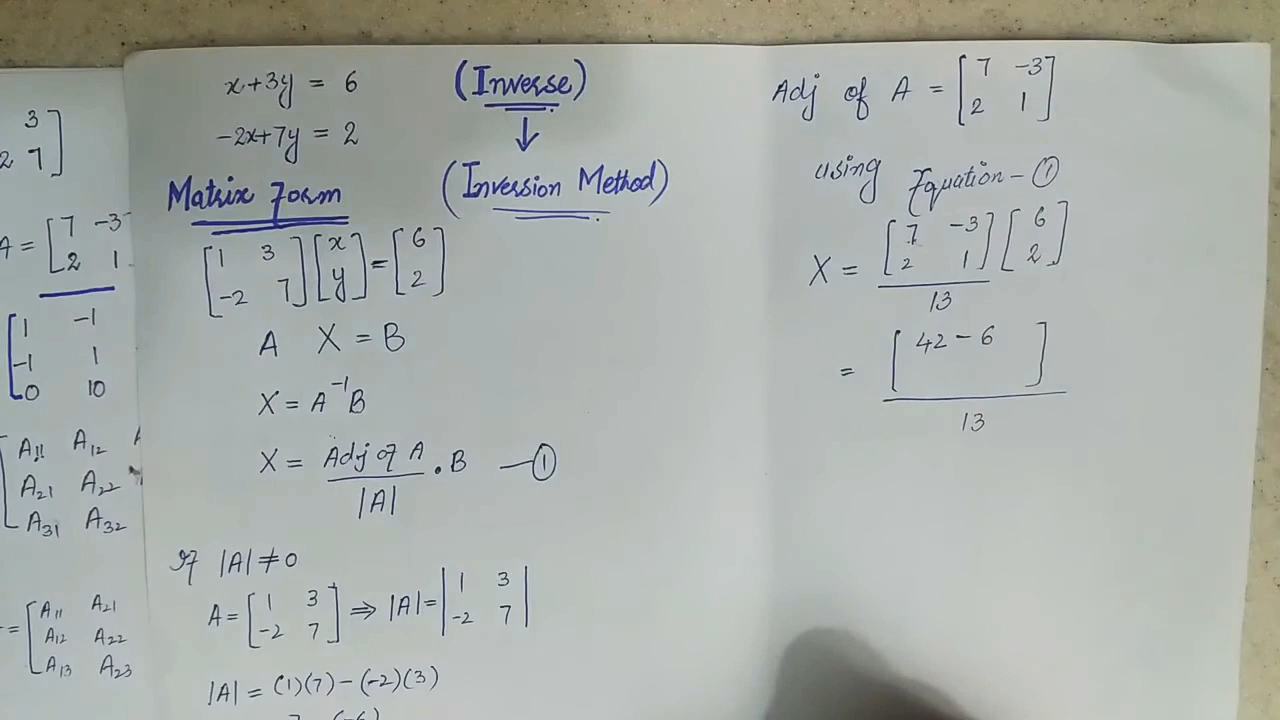 3
2 7
A = [7 -3
2 1
[1 -1
-1 1
0 10
[A11 A12 A
A21 A22
A31 A32
= [A11 A21
A12 A22
A13 A23
x+3y = 6
-2x+7y = 2
(Inverse)
↓
(Inversion Method)
Matrix Form
[1 3 ] [x] = [6]
[-2 7] [y] [2]
A X = B
X = A⁻¹B
X = Adj of A . B —①
|A|
If |A| ≠ 0
A = [1 3] ⇒ |A| = |1 3|
[-2 7] |-2 7|
|A| = (1)(7) - (-2)(3)
7 - (-6)
Adj of A = [7 -3]
[2 1]
using Equation - ①
X = [7 -3] [6]
[2 1] [2]
13
= [42 - 6 ]
13